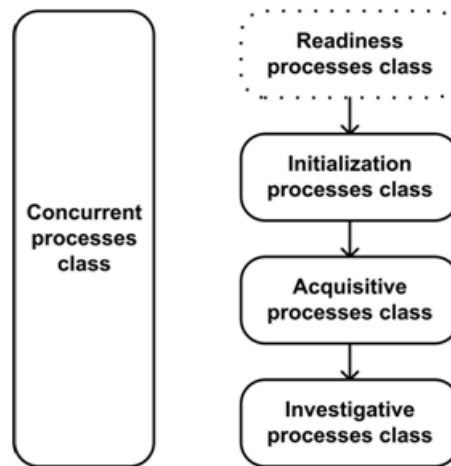 Concurrent
processes
class
Readiness
processes class
Initialization
processes class
Acquisitive
processes class
Investigative
processes class